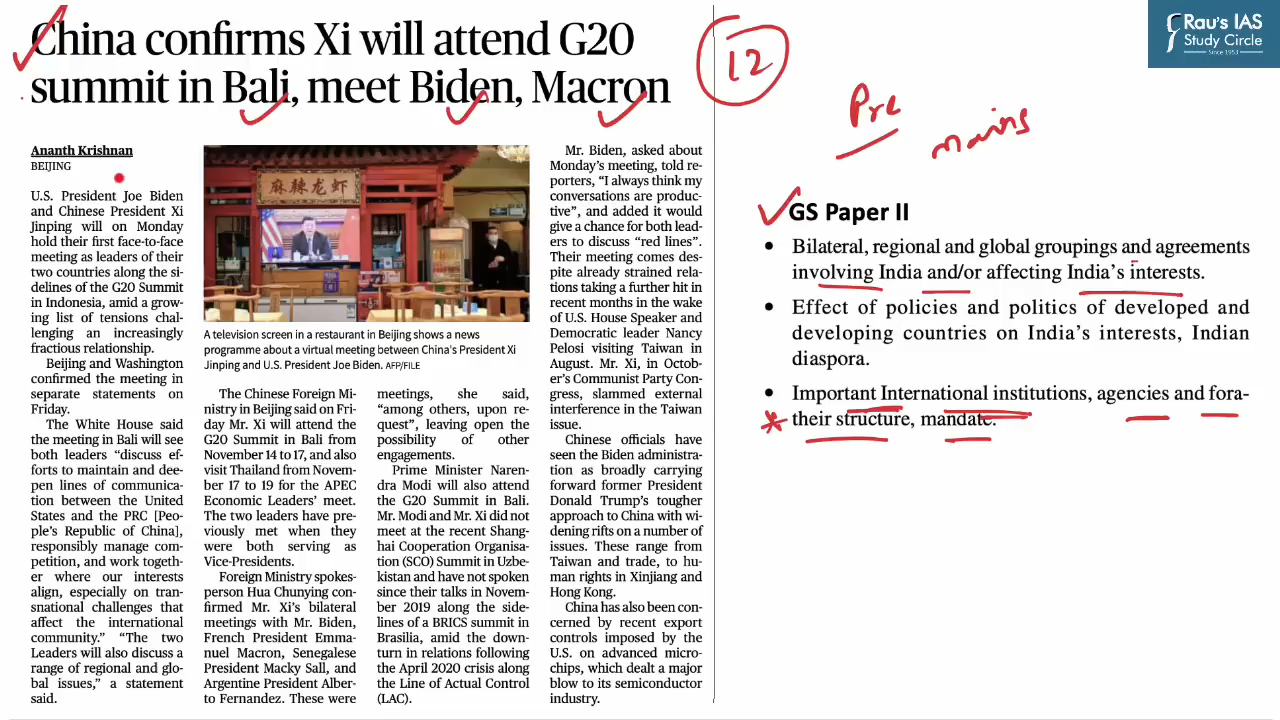 China confirms Xi will attend G20
summit in Bali, meet Biden, Macron
Ananth Krishnan
BEIJING
U.S. President Joe Biden
and Chinese President Xi
Jinping will on Monday
hold their first face-to-face
meeting as leaders of their
two countries along the si-
delines of the G20 Summit
in Indonesia, amid a grow-
ing list of tensions chal-
lenging an increasingly
fractious relationship.
Beijing and Washington
confirmed the meeting in
separate statements on
Friday.
The White House said
the meeting in Bali will see
both leaders “discuss ef-
forts to maintain and dee-
pen lines of communica-
tion between the United
States and the PRC [Peo-
ple’s Republic of China],
responsibly manage com-
petition, and work togeth-
er where our interests
align, especially on tran-
snational challenges that
affect the international
community.” “The two
Leaders will also discuss a
range of regional and glo-
bal issues,” a statement
said.
麻辣龙虾
A television screen in a restaurant in Beijing shows a news
programme about a virtual meeting between China's President Xi
Jinping and U.S. President Joe Biden. AFP/FILE
The Chinese Foreign Mi-
nistry in Beijing said on Fri-
day Mr. Xi will attend the
G20 Summit in Bali from
November 14 to 17, and also
visit Thailand from Novem-
ber 17 to 19 for the APEC
Economic Leaders’ meet.
The two leaders have pre-
viously met when they
were both serving as
Vice-Presidents.
Foreign Ministry spokes-
person Hua Chunying con-
firmed Mr. Xi’s bilateral
meetings with Mr. Biden,
French President Emma-
nuel Macron, Senegalese
President Macky Sall, and
Argentine President Alber-
to Fernandez. These were
meetings, she said,
“among others, upon re-
quest”, leaving open the
possibility of other
engagements.
Prime Minister Naren-
dra Modi will also attend
the G20 Summit in Bali.
Mr. Modi and Mr. Xi did not
meet at the recent Shang-
hai Cooperation Organisa-
tion (SCO) Summit in Uzbe-
kistan and have not spoken
since their talks in Novem-
ber 2019 along the side-
lines of a BRICS summit in
Brasilia, amid the down-
turn in relations following
the April 2020 crisis along
the Line of Actual Control
(LAC).
Mr. Biden, asked about
Monday’s meeting, told re-
porters, “I always think my
conversations are produc-
tive”, and added it would
give a chance for both lead-
ers to discuss “red lines”.
Their meeting comes des-
pite already strained rela-
tions taking a further hit in
recent months in the wake
of U.S. House Speaker and
Democratic leader Nancy
Pelosi visiting Taiwan in
August. Mr. Xi, in Octob-
er’s Communist Party Con-
gress, slammed external
interference in the Taiwan
issue.
Chinese officials have
seen the Biden administra-
tion as broadly carrying
forward former President
Donald Trump’s tougher
approach to China with wi-
dening rifts on a number of
issues. These range from
Taiwan and trade, to hu-
man rights in Xinjiang and
Hong Kong.
China has also been con-
cerned by recent export
controls imposed by the
U.S. on advanced micro-
chips, which dealt a major
blow to its semiconductor
industry.
12
Pre
mains
Rau's IAS
Study Circle
Since 1953
GS Paper II
• Bilateral, regional and global groupings and agreements
involving India and/or affecting India’s interests.
• Effect of policies and politics of developed and
developing countries on India’s interests, Indian
diaspora.
• Important International institutions, agencies and fora-
their structure, mandate.